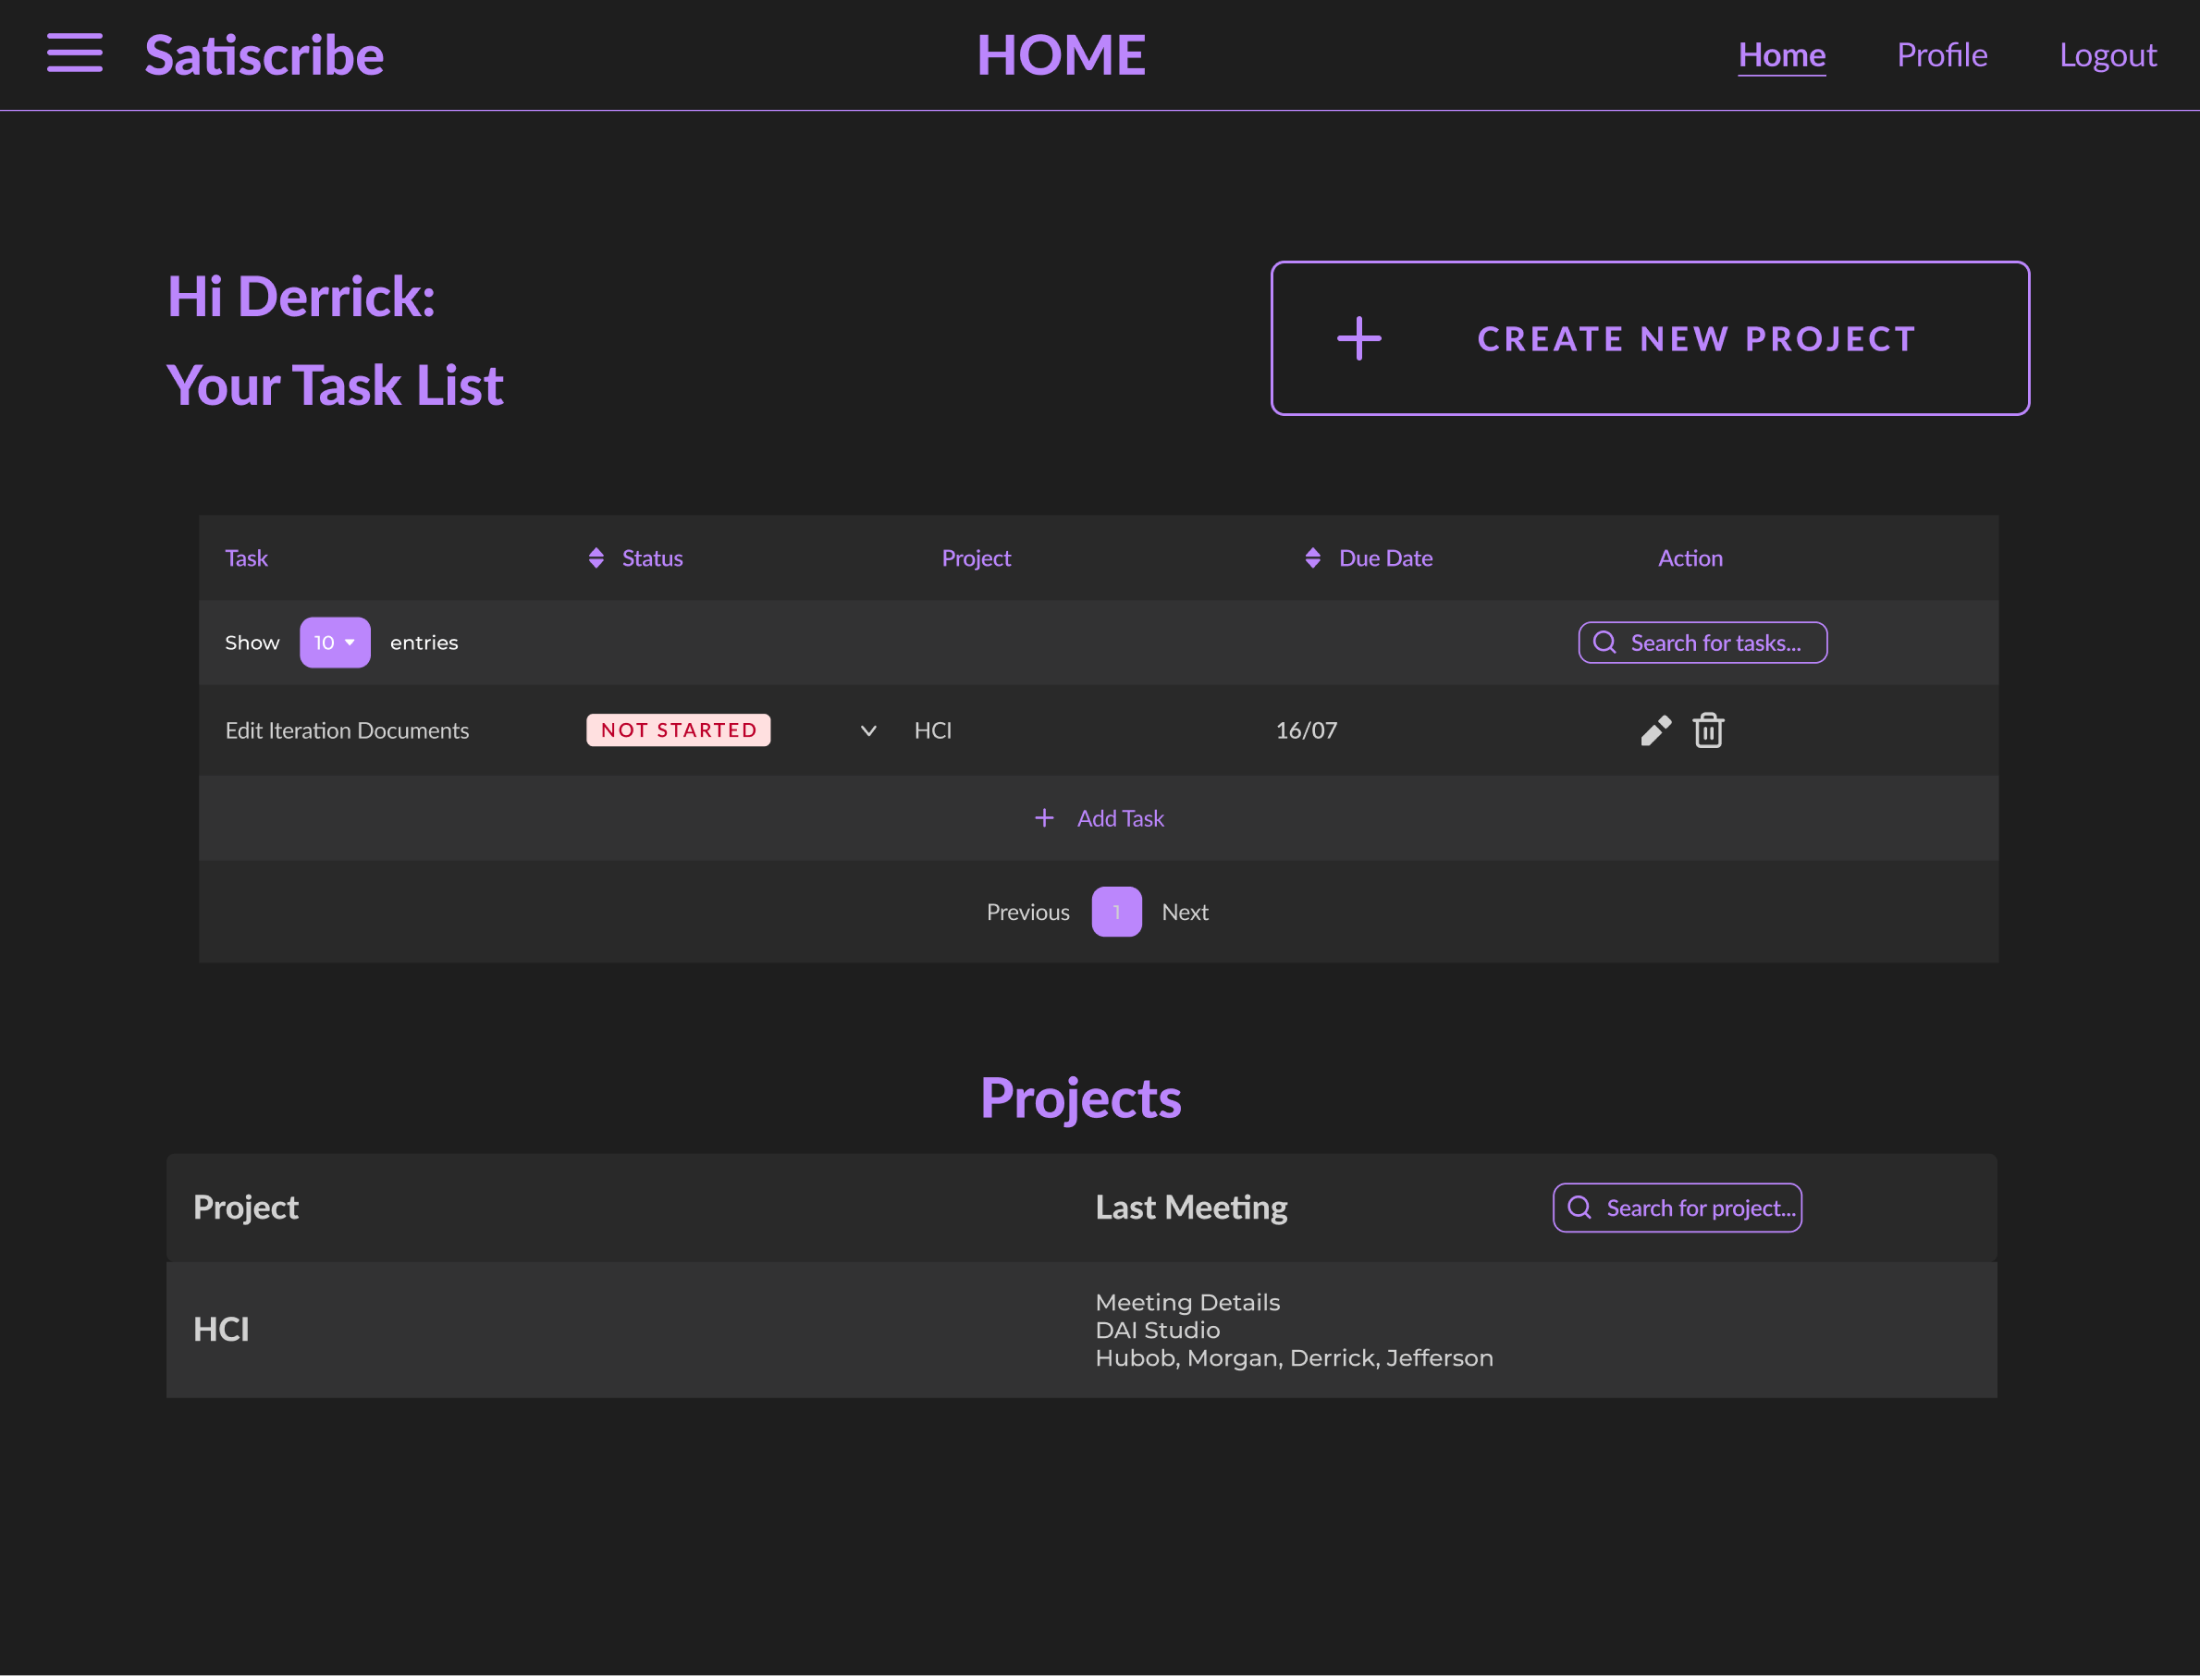 Satiscribe
HOME
Home Profile Logout
Hi Derrick:
Your Task List
CREATE NEW PROJECT
Task Status Project Due Date Action
Show 10 entries Search for tasks...
Edit Iteration Documents NOT STARTED HCI 16/07
Add Task
Previous 1 Next
Projects
Project Last Meeting Search for project...
HCI
Meeting Details
DAI Studio
Hubob, Morgan, Derrick, Jefferson